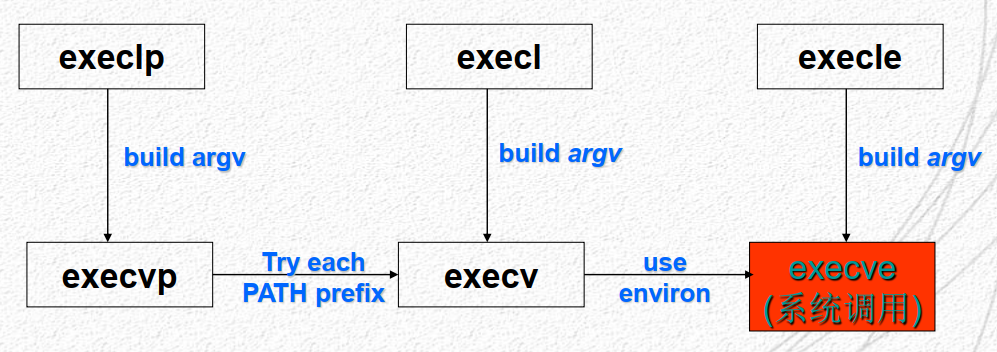 execlp
execl
execle
build argv
build argv
build argv
execvp
Try each
PATH prefix
execv
use
environ
execve
(系统调用)